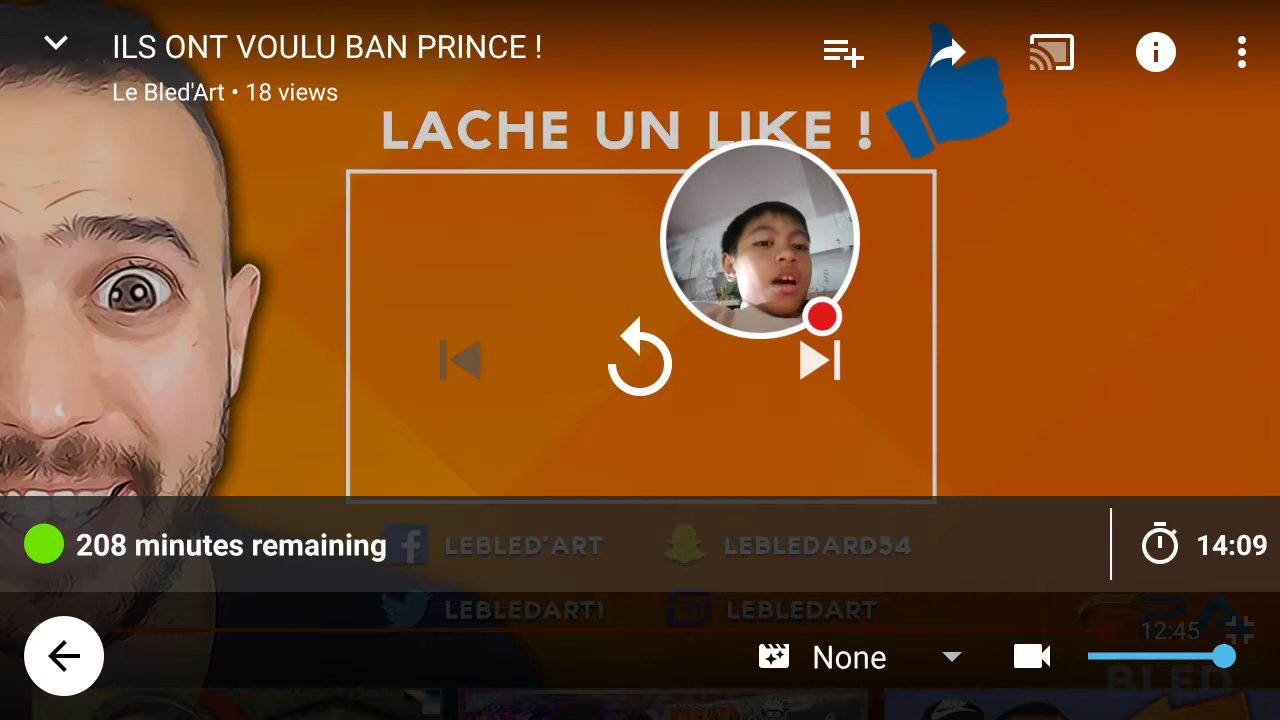 ILS ONT VOULU BAN PRINCE !
Le Bled'Art • 18 views
LACHE UN LIKE !
208 minutes remaining
14:09
LEBLED'ART
LEBLEDARD54
LEBLEDART1
LEBLEDART
12:45
None
BLED